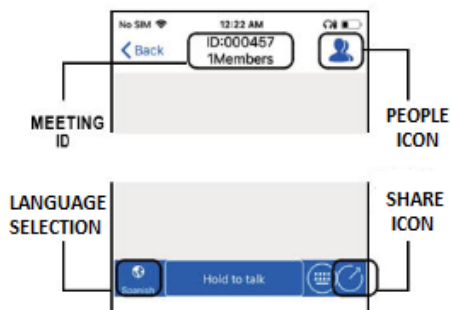 No SIM 12:22 AM
Back
ID:000457
1Members
MEETING
ID
PEOPLE
ICON
LANGUAGE
SELECTION
SHARE
ICON
Spanish
Hold to talk